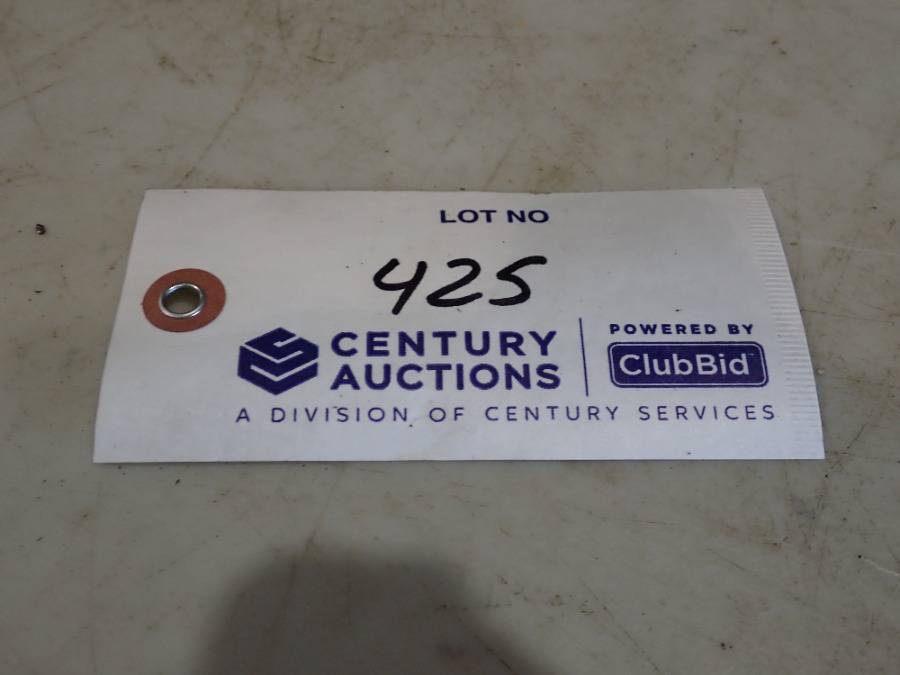 LOT NO
425
CENTURY AUCTIONS
POWERED BY
ClubBid™
A DIVISION OF CENTURY SERVICES